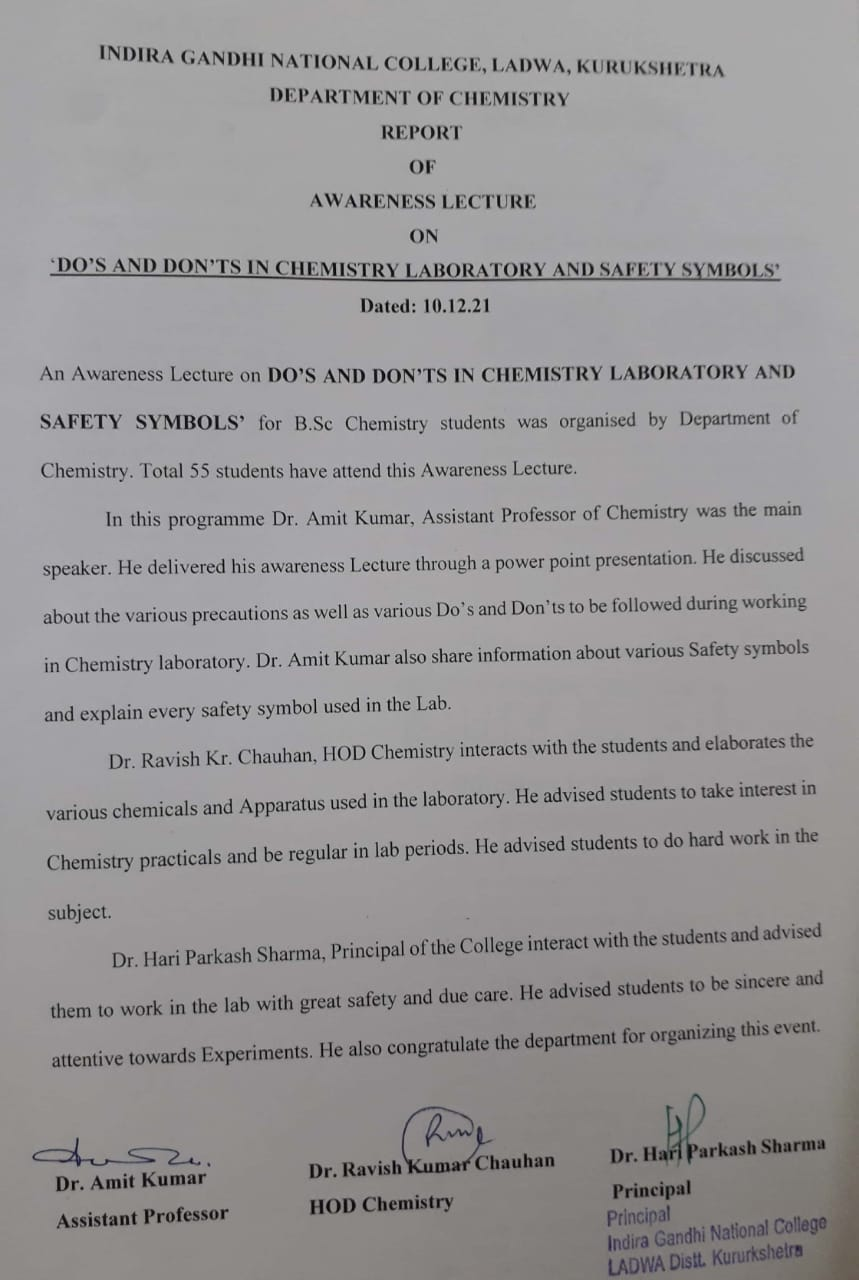 INDIRA GANDHI NATIONAL COLLEGE, LADWA, KURUKSHETRA
DEPARTMENT OF CHEMISTRY
REPORT
OF
AWARENESS LECTURE
ON
‘DO’S AND DON’TS IN CHEMISTRY LABORATORY AND SAFETY SYMBOLS’
Dated: 10.12.21
An Awareness Lecture on DO’S AND DON’TS IN CHEMISTRY LABORATORY AND
SAFETY SYMBOLS’ for B.Sc Chemistry students was organised by Department of
Chemistry. Total 55 students have attend this Awareness Lecture.
In this programme Dr. Amit Kumar, Assistant Professor of Chemistry was the main
speaker. He delivered his awareness Lecture through a power point presentation. He discussed
about the various precautions as well as various Do’s and Don’ts to be followed during working
in Chemistry laboratory. Dr. Amit Kumar also share information about various Safety symbols
and explain every safety symbol used in the Lab.
Dr. Ravish Kr. Chauhan, HOD Chemistry interacts with the students and elaborates the
various chemicals and Apparatus used in the laboratory. He advised students to take interest in
Chemistry practicals and be regular in lab periods. He advised students to do hard work in the
subject.
Dr. Hari Parkash Sharma, Principal of the College interact with the students and advised
them to work in the lab with great safety and due care. He advised students to be sincere and
attentive towards Experiments. He also congratulate the department for organizing this event.
Dr. Amit Kumar
Assistant Professor
Dr. Ravish Kumar Chauhan
HOD Chemistry
Dr. Hari Parkash Sharma
Principal
Principal
Indira Gandhi National College
LADWA Distt. Kururkshetra